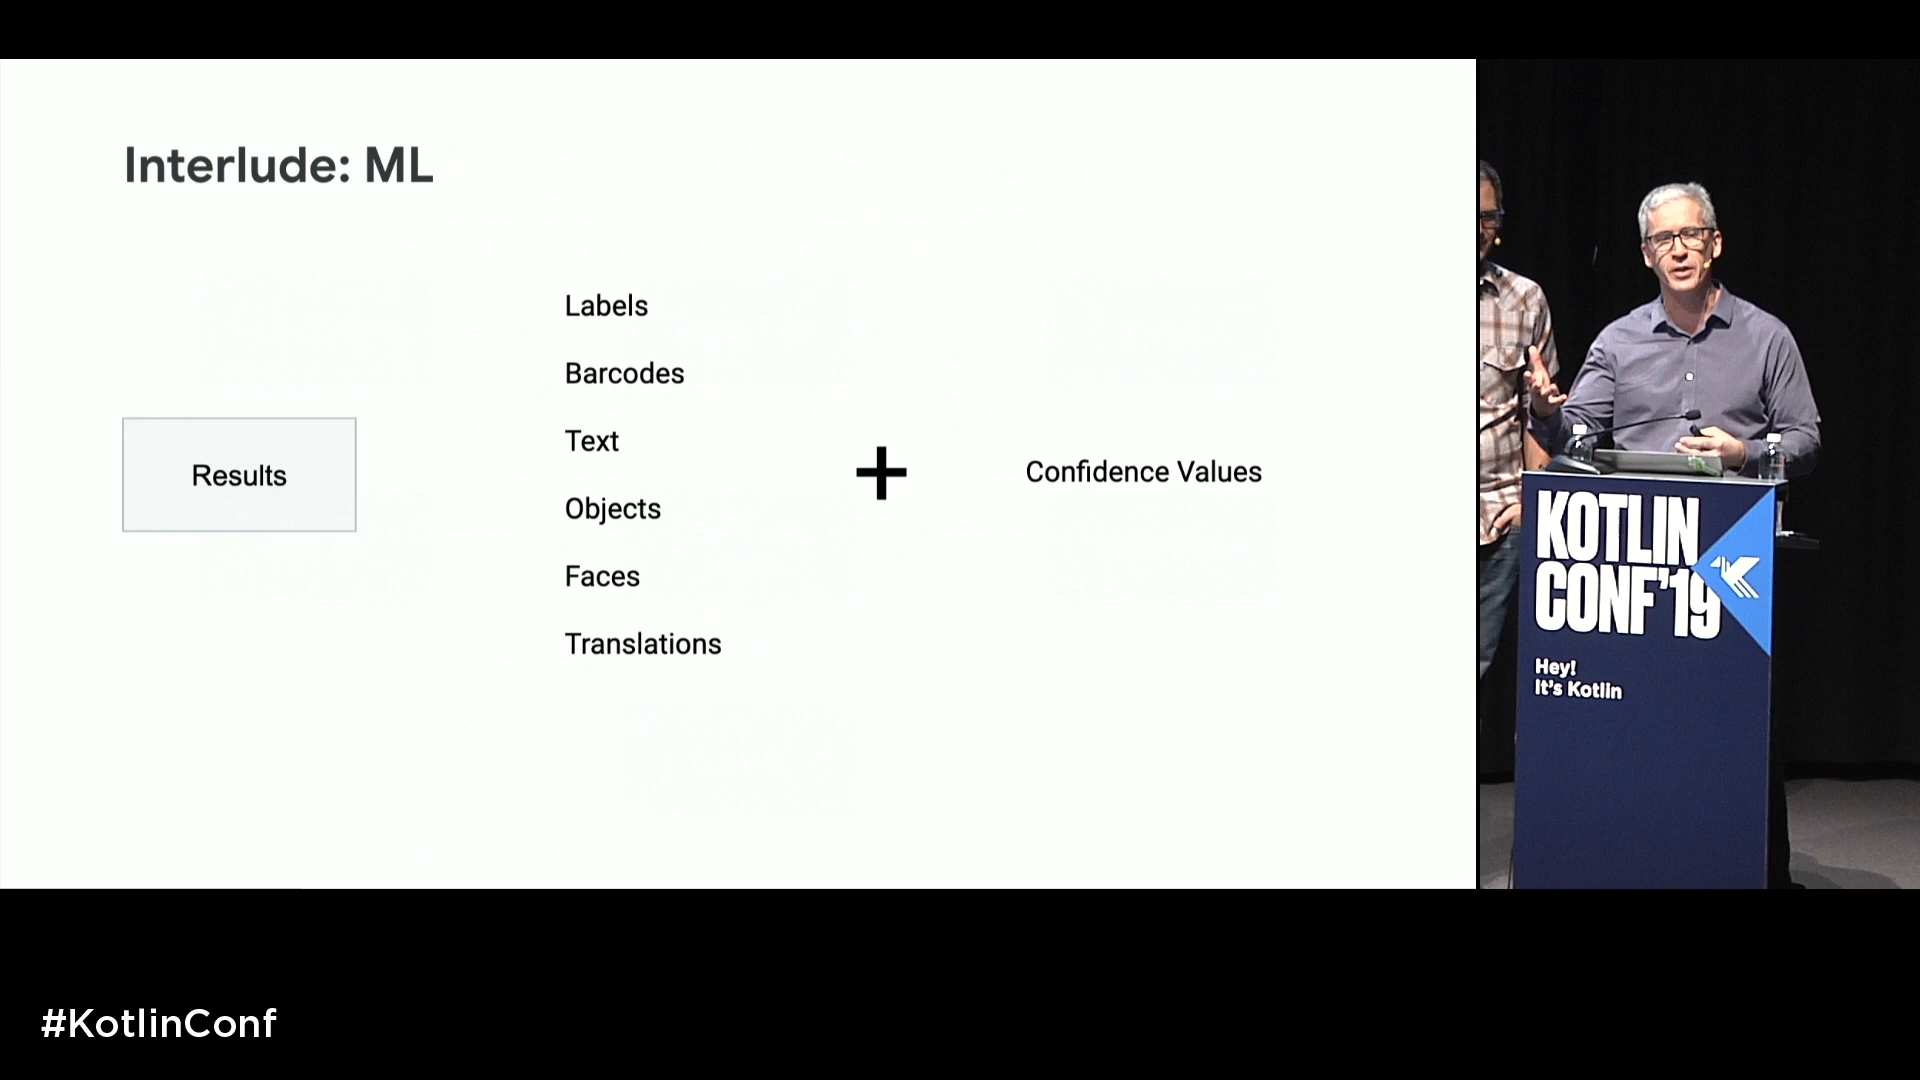 Interlude: ML
Results
Labels
Barcodes
Text
Objects
Faces
Translations
+
Confidence Values
KOTLIN
CONF'19
Hey!
It's Kotlin
#KotlinConf